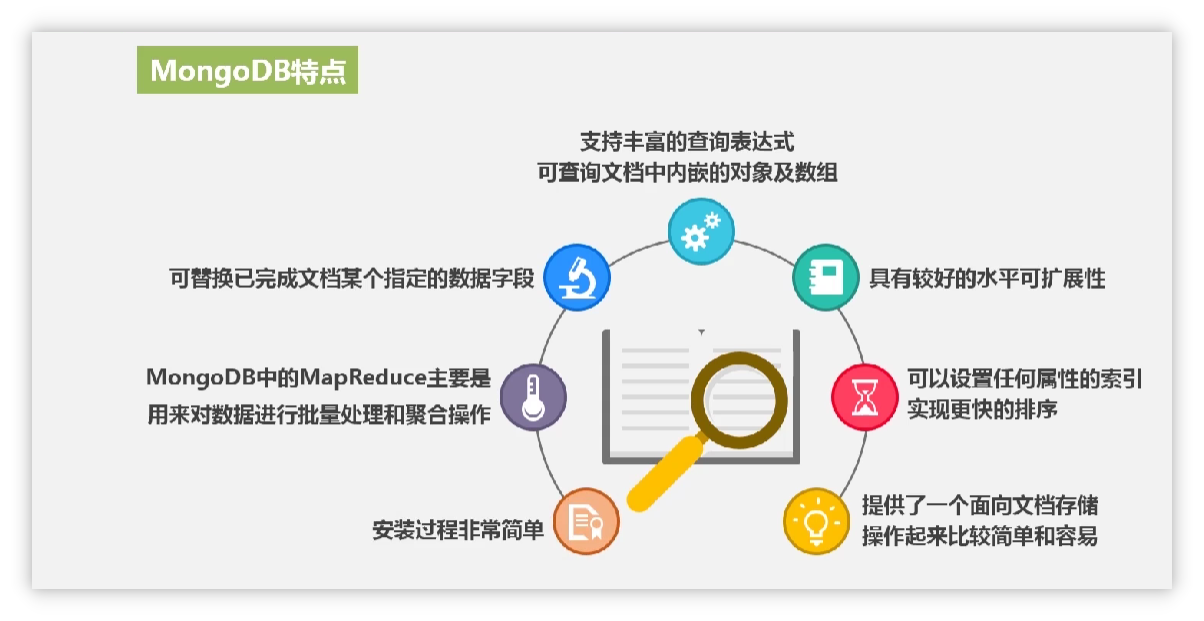 MongoDB特点
支持丰富的查询表达式
可查询文档中内嵌的对象及数组
可替换已完成文档某个指定的数据字段
具有较好的水平可扩展性
MongoDB中的MapReduce主要是
用来对数据进行批量处理和聚合操作
可以设置任何属性的索引
实现更快的排序
安装过程非常简单
提供了一个面向文档存储
操作起来比较简单和容易